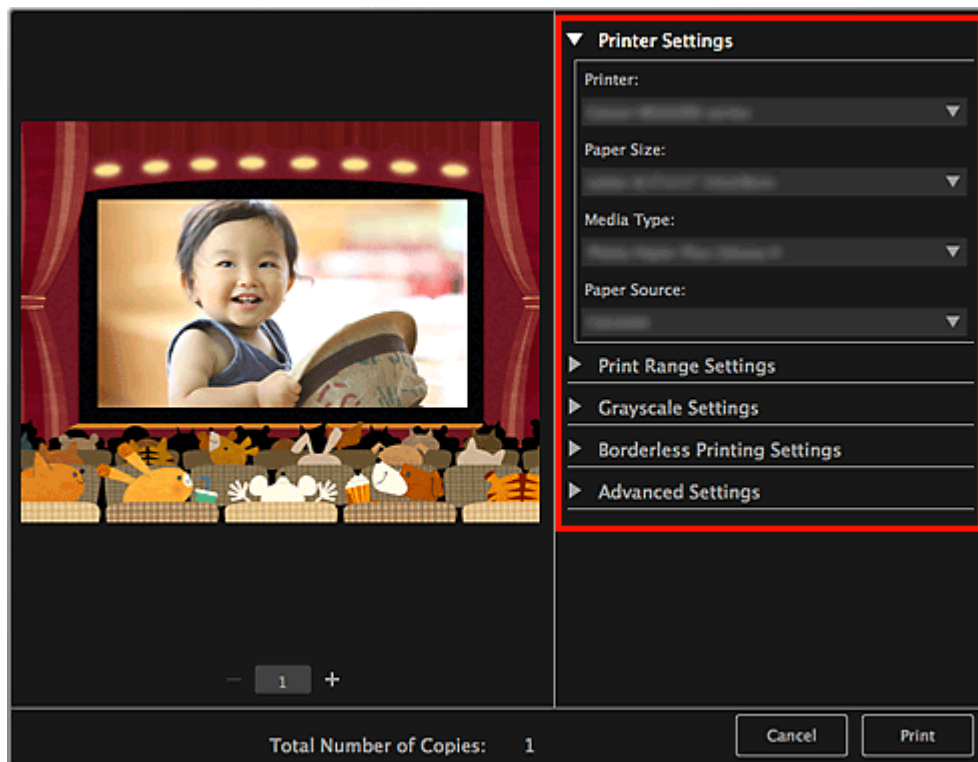 Printer Settings
Printer:
Paper Size:
Media Type:
Paper Source:
Print Range Settings
Grayscale Settings
Borderless Printing Settings
Advanced Settings
1
Total Number of Copies: 1
Cancel
Print